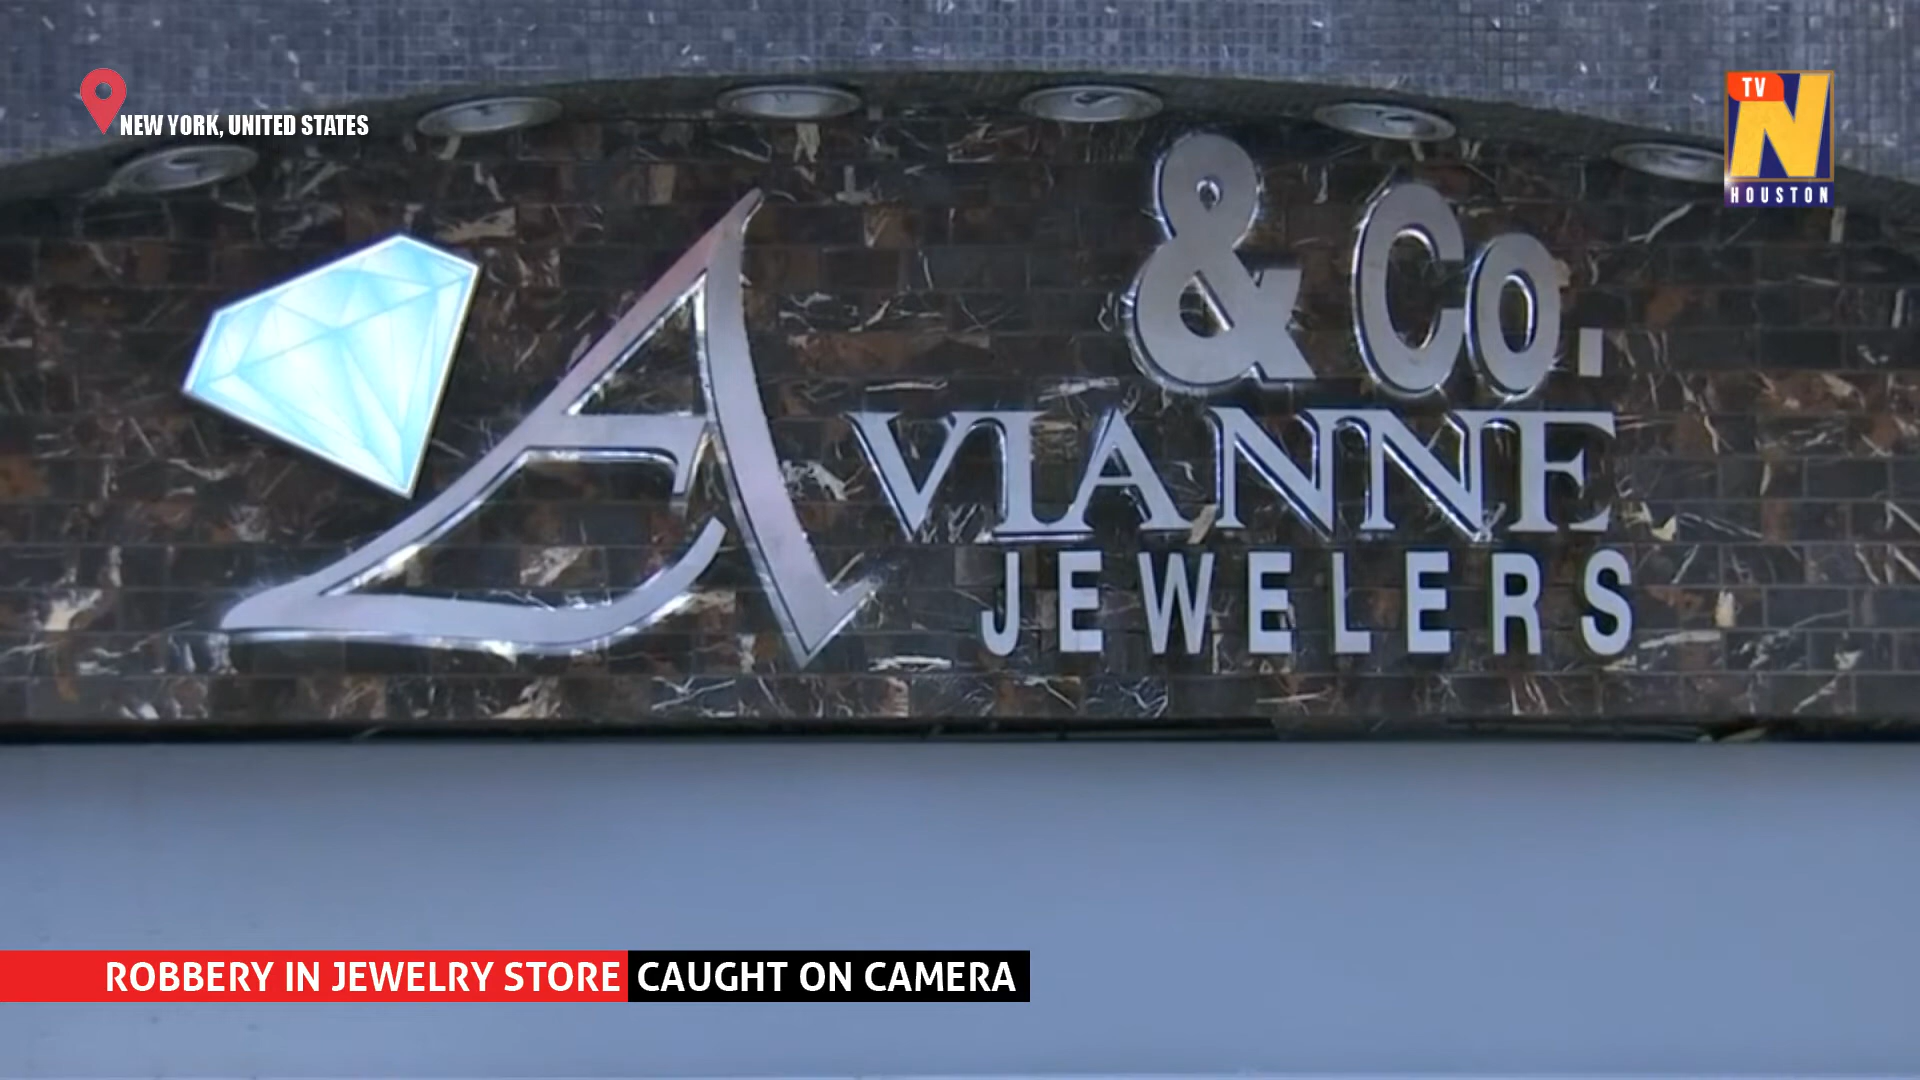 NEW YORK, UNITED STATES
TV
N
HOUSTON
& Co.
AVIANNE
JEWELERS
ROBBERY IN JEWELRY STORE CAUGHT ON CAMERA